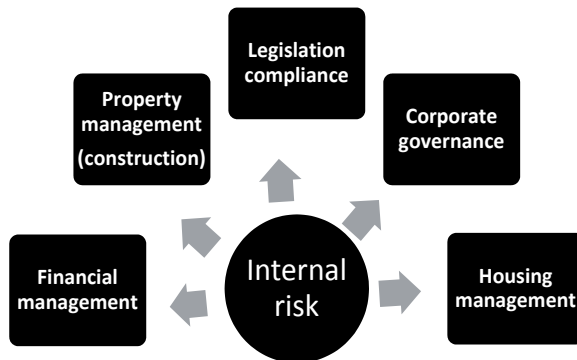 Legislation
compliance
Property
management
(construction)
Corporate
governance
Financial
management
Internal
risk
Housing
management